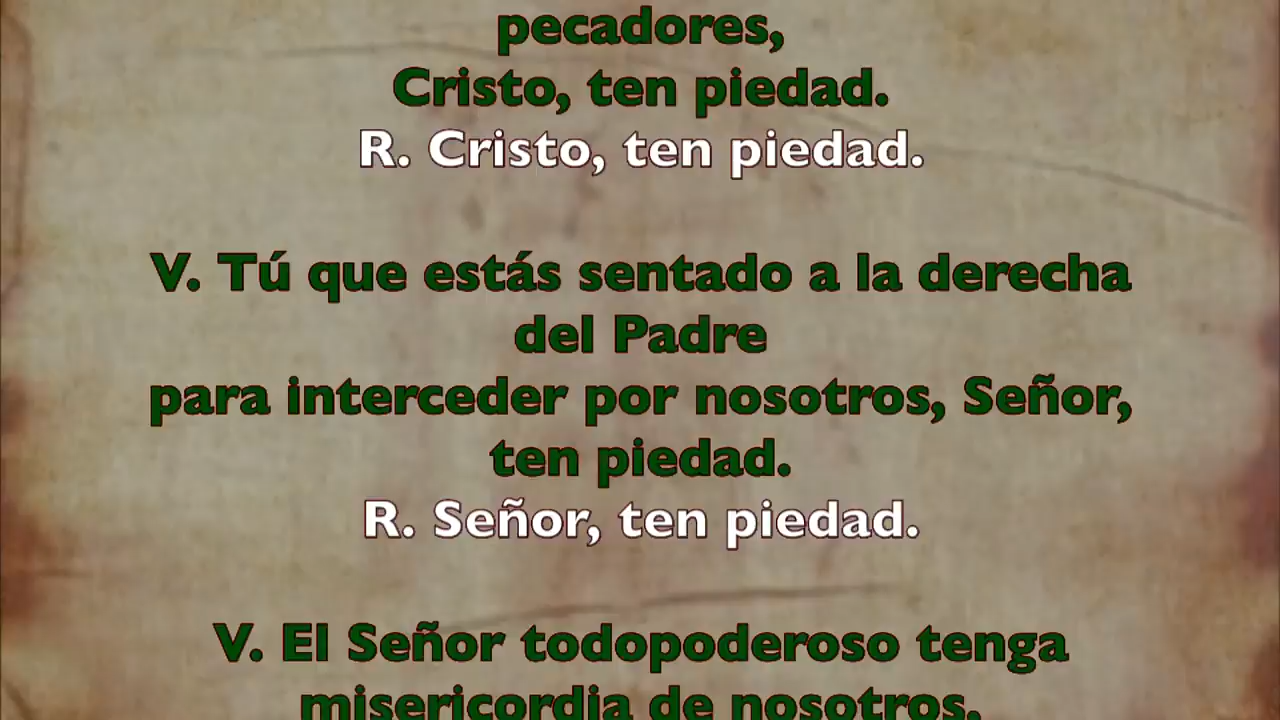 pecadores,
Cristo, ten piedad.
R. Cristo, ten piedad.
V. Tú que estás sentado a la derecha
del Padre
para interceder por nosotros, Señor,
ten piedad.
R. Señor, ten piedad.
V. El Señor todopoderoso tenga
misericordia de nosotros,